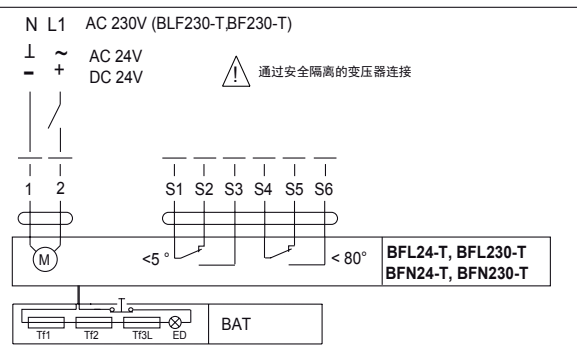 N L1 AC 230V (BLF230-T,BF230-T)
⊥ ~ AC 24V
- + DC 24V
! 通过安全隔离的变压器连接
1 2 S1 S2 S3 S4 S5 S6
M <5 ° < 80°
BFL24-T, BFL230-T
BFN24-T, BFN230-T
T
Tf1 Tf2 Tf3L ED BAT